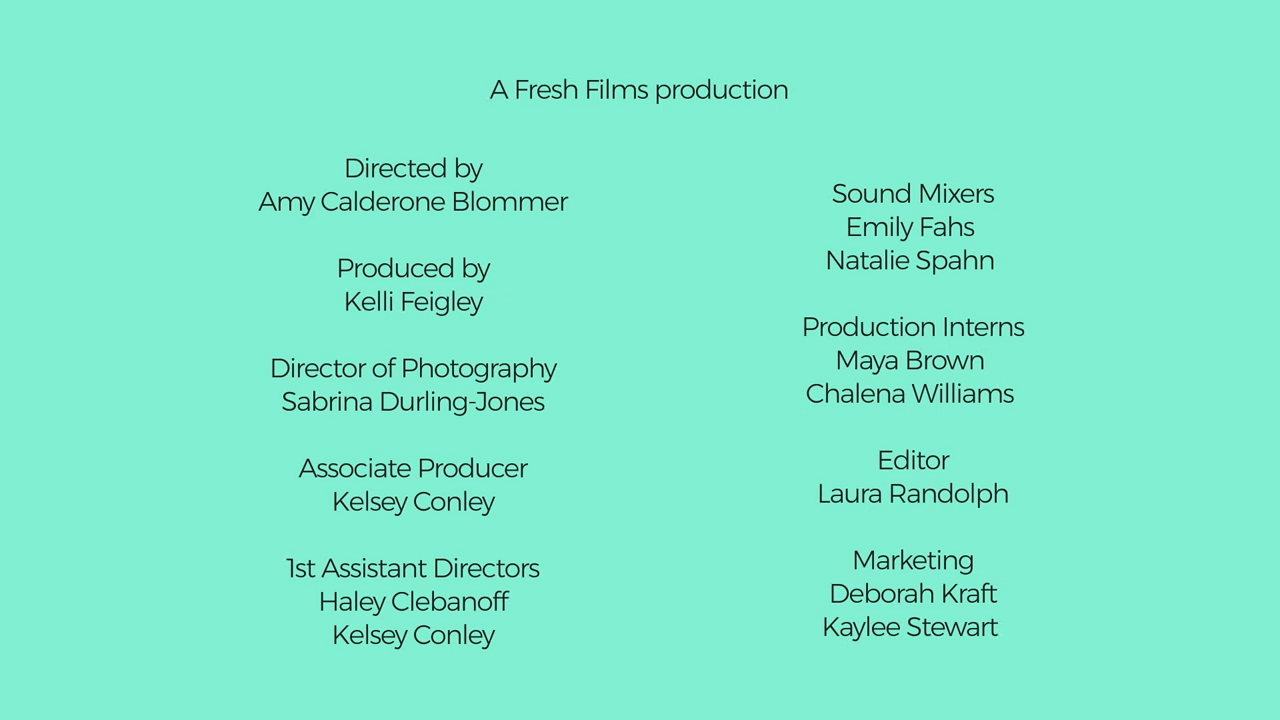 A Fresh Films production
Directed by
Amy Calderone Blommer
Produced by
Kelli Feigley
Director of Photography
Sabrina Durling-Jones
Associate Producer
Kelsey Conley
1st Assistant Directors
Haley Clebanoff
Kelsey Conley
Sound Mixers
Emily Fahs
Natalie Spahn
Production Interns
Maya Brown
Chalena Williams
Editor
Laura Randolph
Marketing
Deborah Kraft
Kaylee Stewart